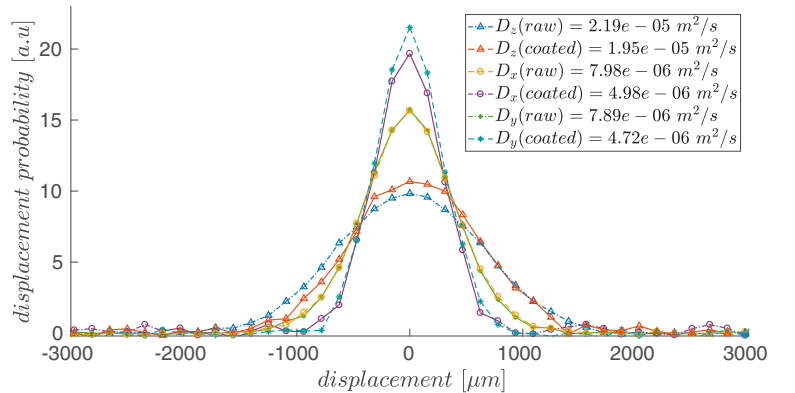 displacement probability [a.u]
20
15
10
5
0
D_z(raw) = 2.19e − 05 m²/s
D_z(coated) = 1.95e − 05 m²/s
D_x(raw) = 7.98e − 06 m²/s
D_x(coated) = 4.98e − 06 m²/s
D_y(raw) = 7.89e − 06 m²/s
D_y(coated) = 4.72e − 06 m²/s
-3000 -2000 -1000 0 1000 2000 3000
displacement [μm]